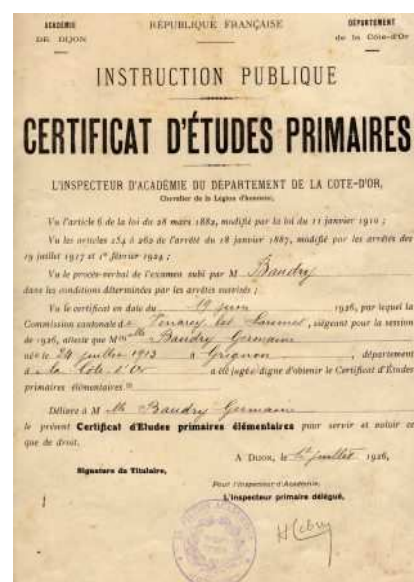 ACADÉMIE
DE DIJON
RÉPUBLIQUE FRANÇAISE
DÉPARTEMENT
de la Côte-d'Or
INSTRUCTION PUBLIQUE
CERTIFICAT D'ÉTUDES PRIMAIRES
L'INSPECTEUR D'ACADÉMIE DU DÉPARTEMENT DE LA COTE-D'OR,
Chevalier de la Légion d'honneur,
Vu l'article 6 de la loi du 28 mars 1882, modifié par la loi du 11 janvier 1910 ;
Vu les articles 254 à 262 de l'arrêté du 18 janvier 1887, modifié par les arrêtés des
19 juillet 1917 et 1er février 1924 ;
Vu le procès-verbal de l'examen subi par M Baudry
dans les conditions déterminées par les arrêtés susvisés ;
Vu le certificat en date du 19 juin 1926, par lequel la
Commission cantonale de Venarey les Laumes, siégeant pour la session
de 1926, atteste que M elle Baudry Germaine
née le 24 juillet 1913 à Grignon, département
de la Côte d'Or a été jugée digne d'obtenir le Certificat d'Études
primaires élémentaires.
Délivré à M lle Baudry Germaine
le présent Certificat d'Études primaires élémentaires pour servir et valoir ce
que de droit.
A DIJON, le 1er juillet 1926,
Signature du Titulaire,
Pour l'Inspecteur d'Académie,
L'Inspecteur primaire délégué,